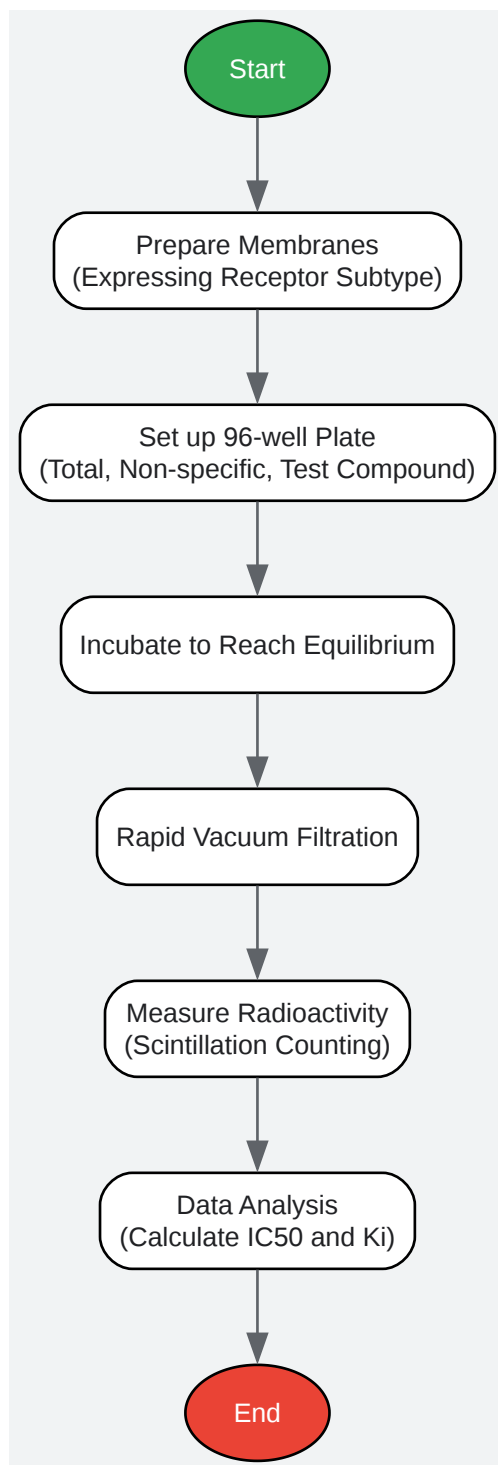 Start
Prepare Membranes
(Expressing Receptor Subtype)
Set up 96-well Plate
(Total, Non-specific, Test Compound)
Incubate to Reach Equilibrium
Rapid Vacuum Filtration
Measure Radioactivity
(Scintillation Counting)
Data Analysis
(Calculate IC50 and Ki)
End